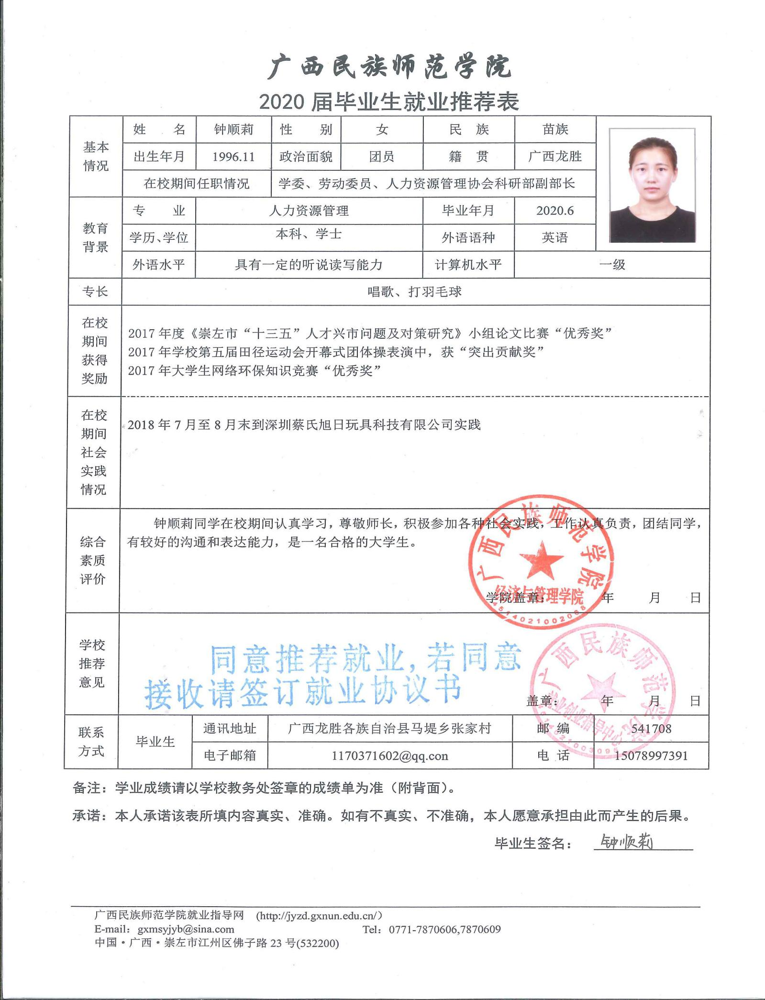 广西民族师范学院
2020 届毕业生就业推荐表
基本情况
姓 名 钟顺莉 性 别 女 民 族 苗族
出生年月 1996.11 政治面貌 团员 籍 贯 广西龙胜
在校期间任职情况 学委、劳动委员、人力资源管理协会科研部副部长
教育背景
专 业 人力资源管理 毕业年月 2020.6
学历、学位 本科、学士 外语语种 英语
外语水平 具有一定的听说读写能力 计算机水平 一级
专长 唱歌、打羽毛球
在校期间获得奖励
2017 年度《崇左市“十三五”人才兴市问题及对策研究》小组论文比赛“优秀奖”
2017 年学校第五届田径运动会开幕式团体操表演中，获“突出贡献奖”
2017 年大学生网络环保知识竞赛“优秀奖”
在校期间社会实践情况
2018 年 7 月至 8 月末到深圳蔡氏旭日玩具科技有限公司实践
综合素质评价
钟顺莉同学在校期间认真学习，尊敬师长，积极参加各种社会实践，工作认真负责，团结同学，
有较好的沟通和表达能力，是一名合格的大学生。
广西民族师范学院
经济与管理学院
4514021002068
学院盖章： 年 月 日
学校推荐意见
同意推荐就业,若同意
接收请签订就业协议书
广西民族师范学院
就业创业指导中心
4514021003095
盖章： 年 月 日
联系方式
毕业生
通讯地址 广西龙胜各族自治县马堤乡张家村 邮 编 541708
电子邮箱 1170371602@qq.con 电 话 15078997391
备注：学业成绩请以学校教务处签章的成绩单为准（附背面）。
承诺：本人承诺该表所填内容真实、准确。如有不真实、不准确，本人愿意承担由此而产生的后果。
毕业生签名： 钟顺莉
广西民族师范学院就业指导网 (http://jyzd.gxnun.edu.cn/）
E-mail：gxmsyjyb@sina.com Tel：0771-7870606,7870609
中国·广西·崇左市江州区佛子路 23 号(532200)